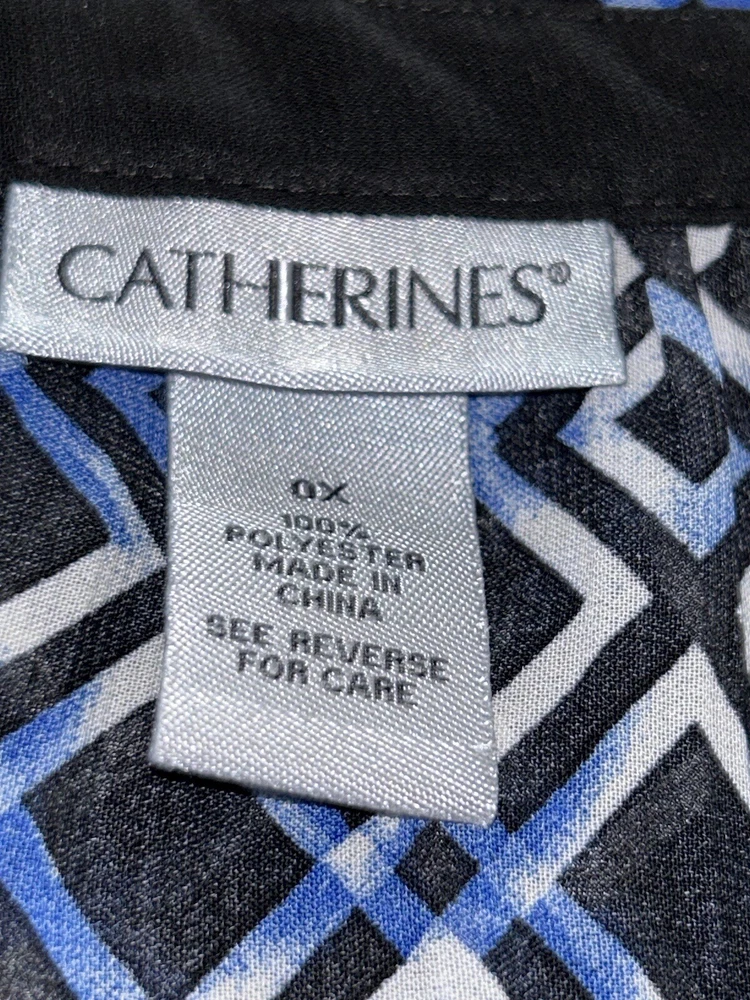 CATHERINES®
0X
100%
POLYESTER
MADE IN
CHINA
SEE REVERSE
FOR CARE